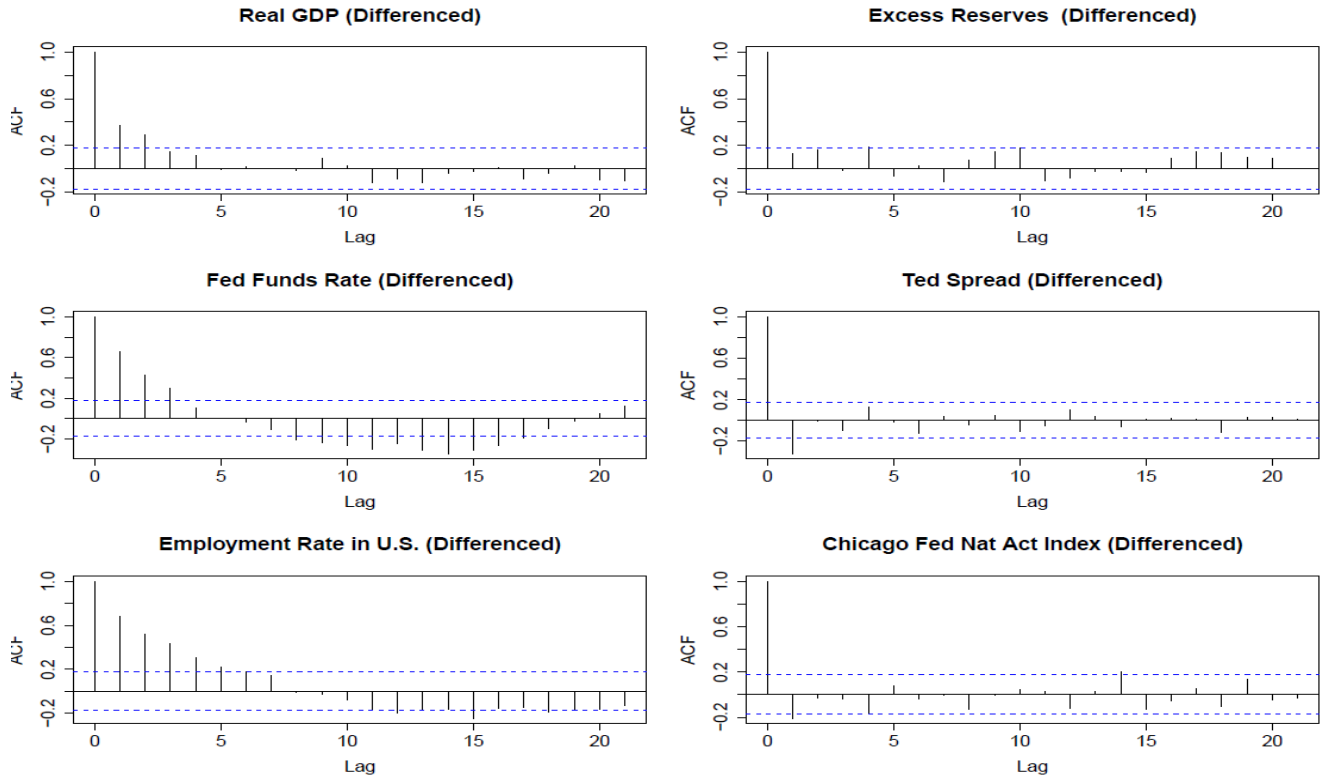 Real GDP (Differenced)
ACF
1.0
0.6
0.2
−0.2
0 5 10 15 20
Lag
Excess Reserves (Differenced)
ACF
1.0
0.6
0.2
−0.2
0 5 10 15 20
Lag
Fed Funds Rate (Differenced)
ACF
1.0
0.6
0.2
−0.2
0 5 10 15 20
Lag
Ted Spread (Differenced)
ACF
1.0
0.6
0.2
−0.2
0 5 10 15 20
Lag
Employment Rate in U.S. (Differenced)
ACF
1.0
0.6
0.2
−0.2
0 5 10 15 20
Lag
Chicago Fed Nat Act Index (Differenced)
ACF
1.0
0.6
0.2
−0.2
0 5 10 15 20
Lag